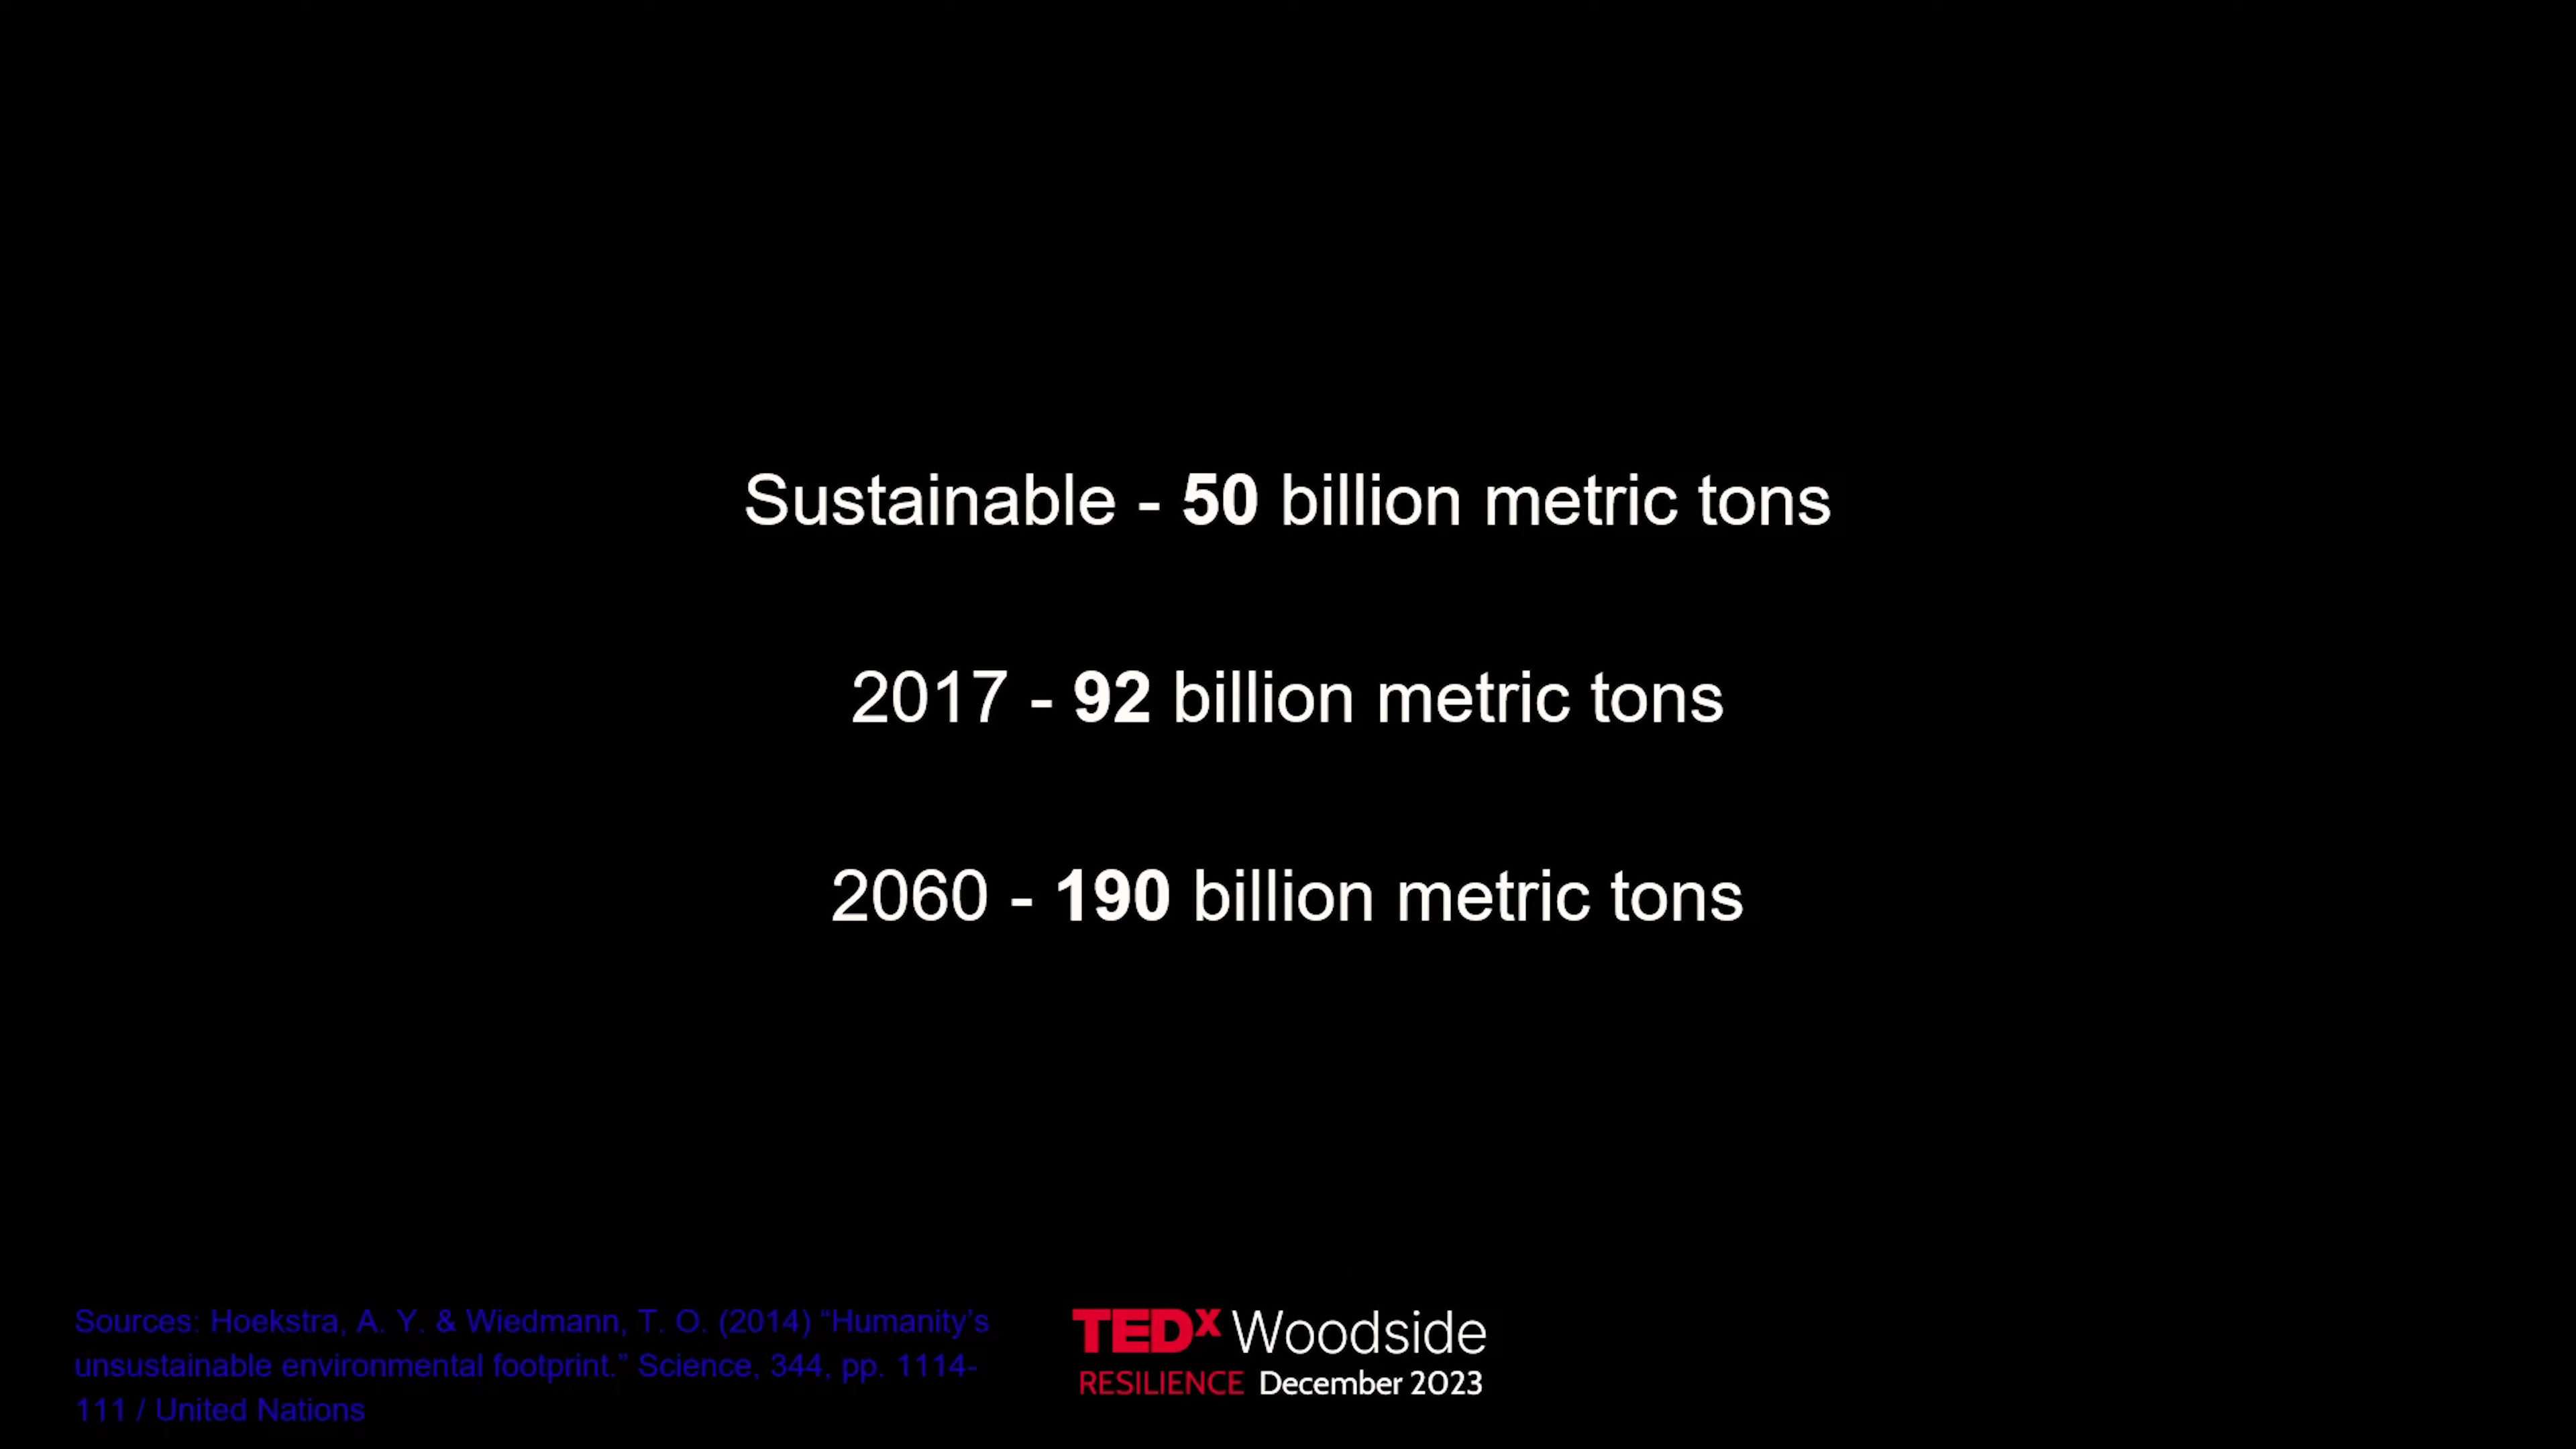 Sustainable - 50 billion metric tons
2017 - 92 billion metric tons
2060 - 190 billion metric tons
Sources: Hoekstra, A. Y. & Wiedmann, T. O. (2014) “Humanity’s
unsustainable environmental footprint.” Science, 344, pp. 1114-
111 / United Nations
TEDx Woodside
RESILIENCE December 2023